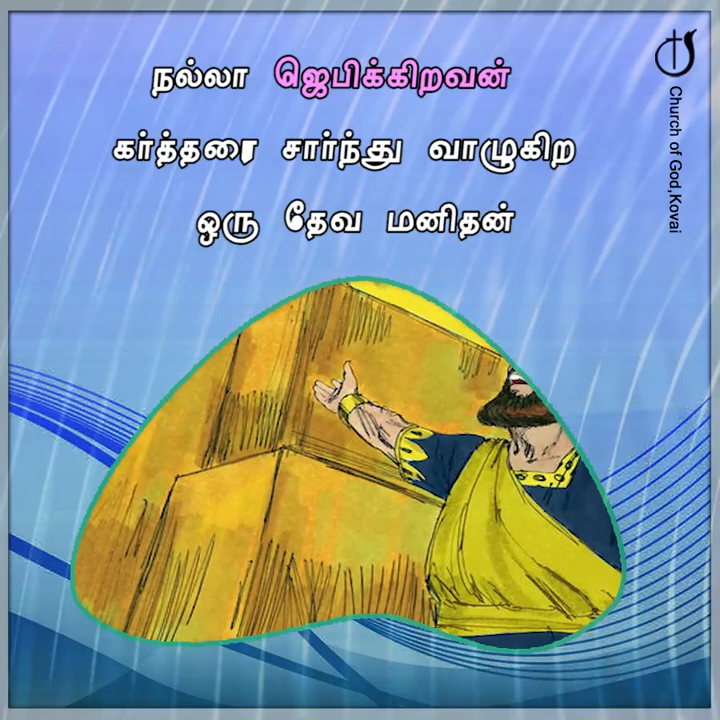 நல்லா ஜெபிக்கிறவன்
கர்த்தரை சார்ந்து வாழுகிற
ஒரு தேவ மனிதன்
Church of God,Kovai